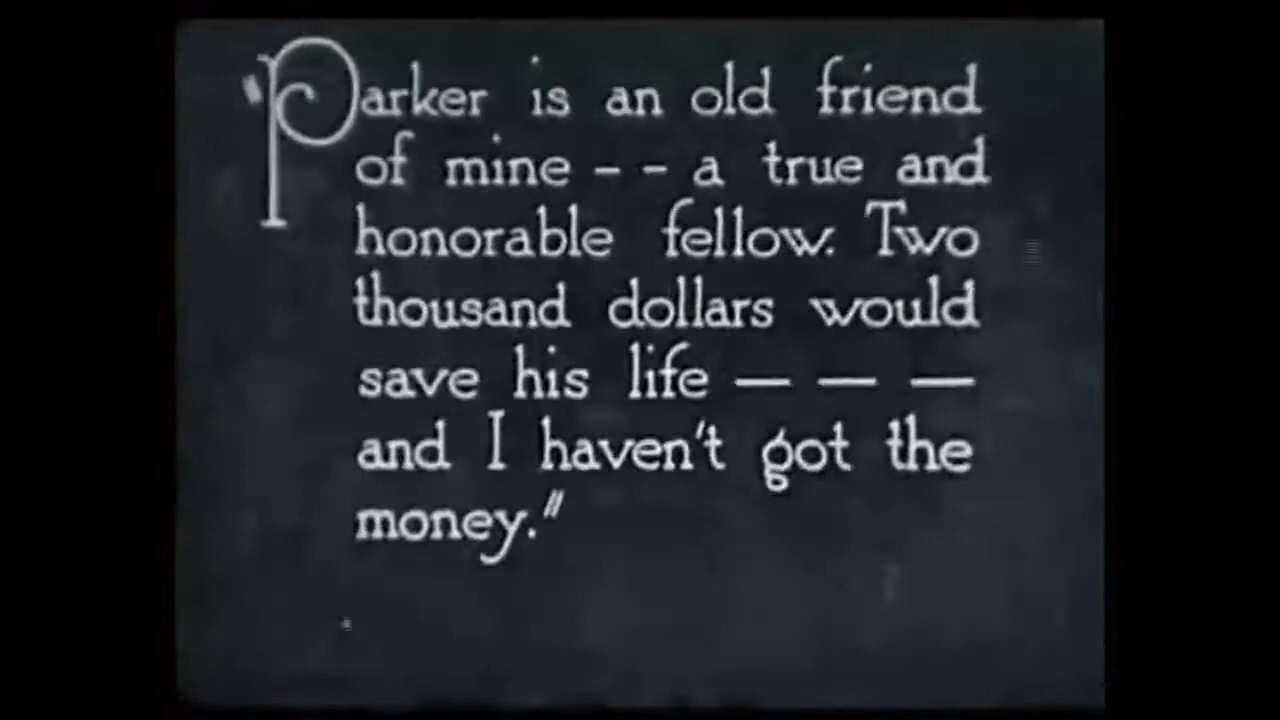 "Parker is an old friend
of mine -- a true and
honorable fellow. Two
thousand dollars would
save his life — — —
and I haven't got the
money."